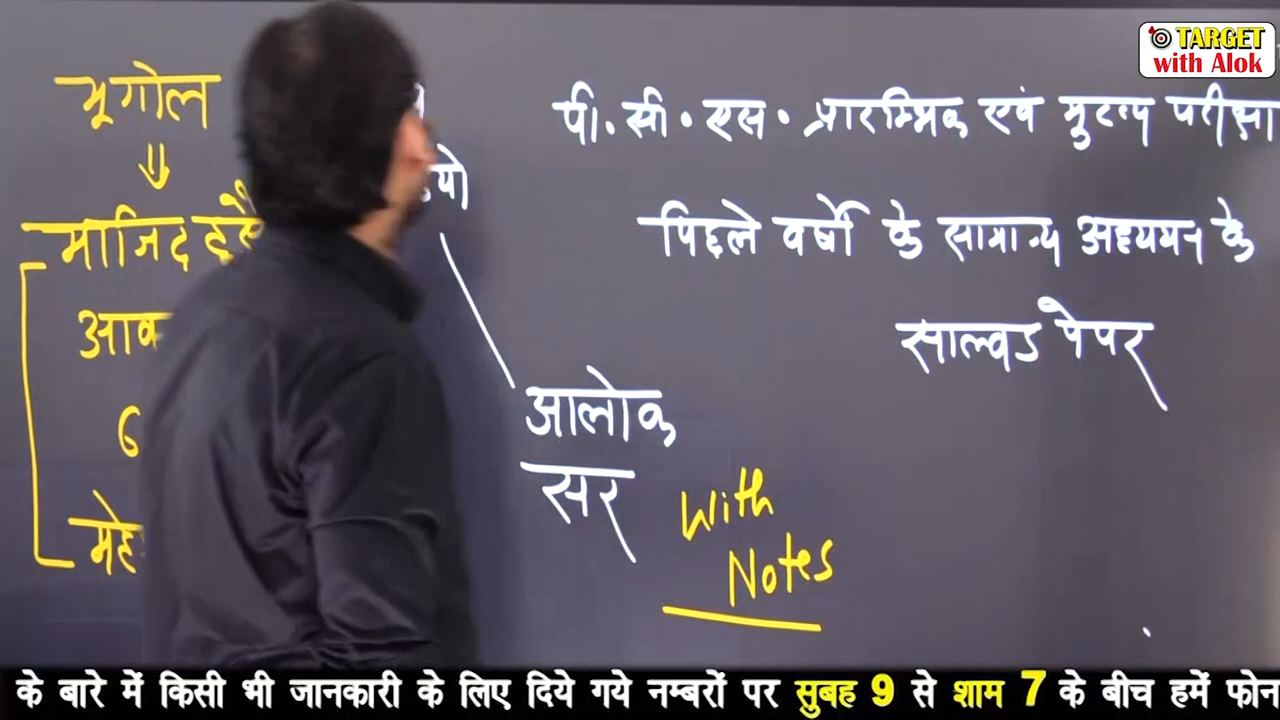 TARGET
with Alok
भूगोल
माजिद
पी. सी. एस. प्रारम्भिक एवं मुख्य परीक्षा
पिछले वर्षो के सामान्य अध्ययन के
साल्वड पेपर
आलोक
सर
With
Notes
के बारे में किसी भी जानकारी के लिए दिये गये नम्बरों पर सुबह 9 से शाम 7 के बीच हमें फोन